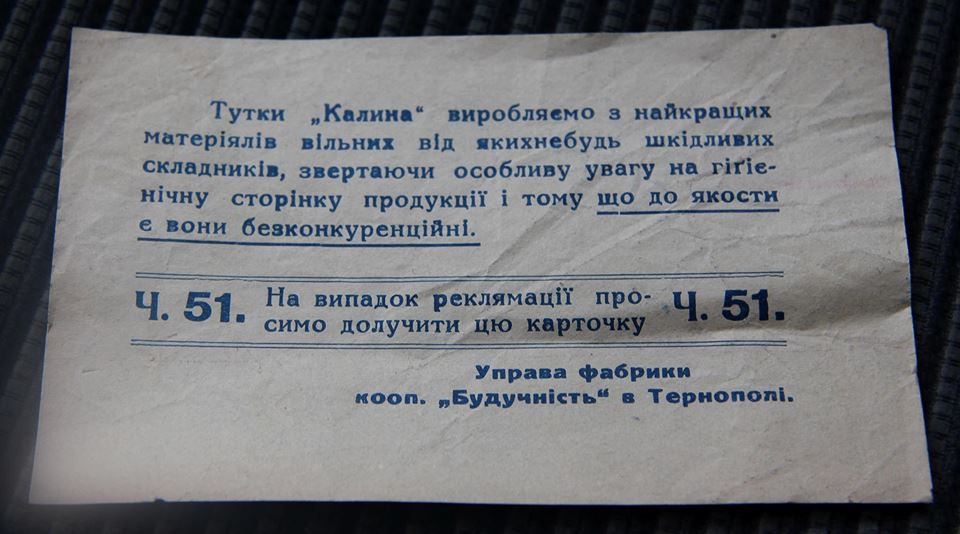 Тутки „Калина“ виробляємо з найкращих
матеріялів вільних від якихнебудь шкідливих
складників, звертаючи особливу увагу на гіґіє-
нічну сторінку продукції і тому що до якости
є вони безконкуренційні.
Ч. 51. На випадок реклямації про- Ч. 51.
симо долучити цю карточку
Управа фабрики
кооп. „Будучність“ в Тернополі.